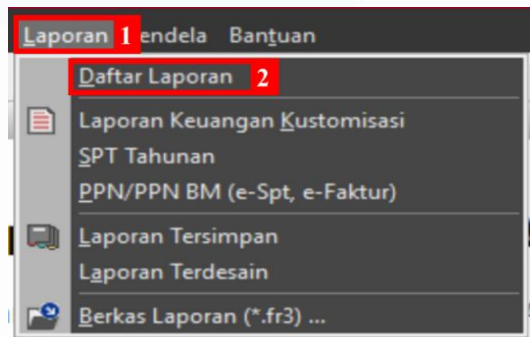 Laporan 1 endela Bantuan
Daftar Laporan 2
Laporan Keuangan Kustomisasi
SPT Tahunan
PPN/PPN BM (e-Spt, e-Faktur)
Laporan Tersimpan
Laporan Terdesain
Berkas Laporan (*.fr3) ...